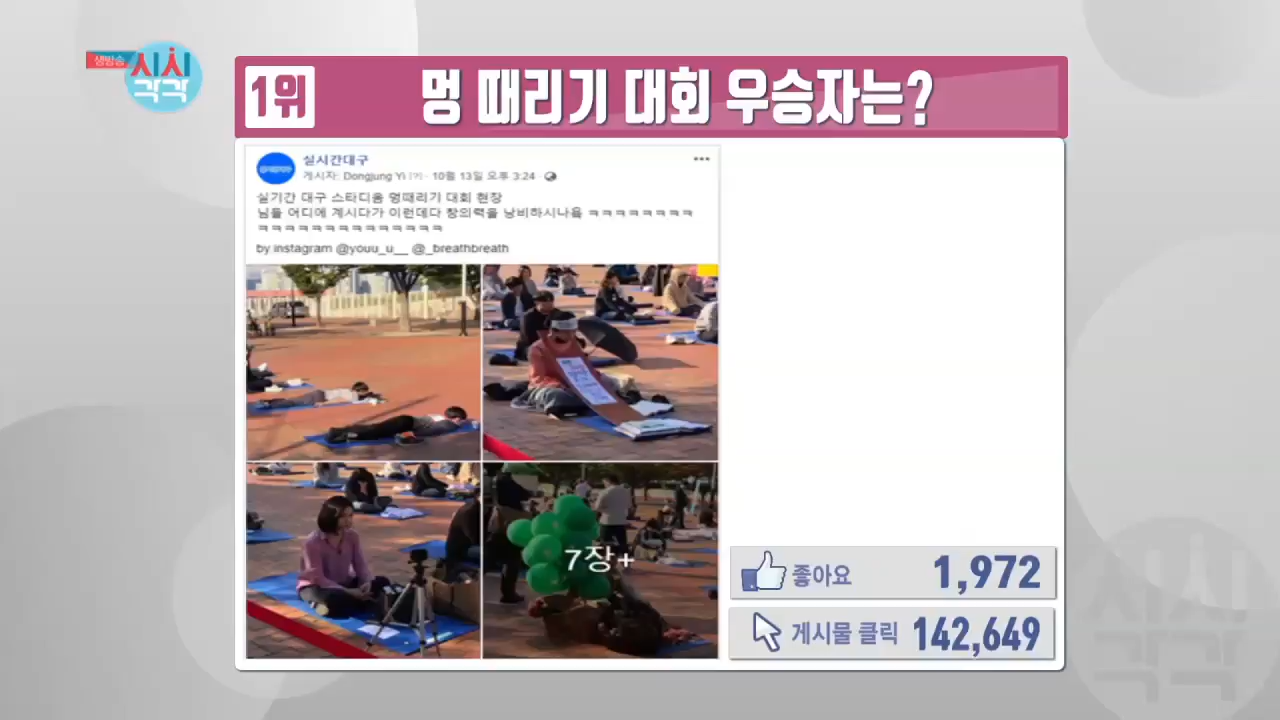 생방송
시시
각각
1위
멍 때리기 대회 우승자는?
실시간대구
게시자: Dongjung Yi [?] · 10월 13일 오후 3:24 ·
실기간 대구 스타디움 멍때리기 대회 현장
님들 어디에 계시다가 이런데다 창의력을 낭비하시나욤 ㅋㅋㅋㅋㅋㅋㅋㅋ
ㅋㅋㅋㅋㅋㅋㅋㅋㅋㅋㅋㅋㅋㅋ
by instagram @youu_u__ @_breathbreath
7장+
좋아요 1,972
게시물 클릭 142,649
시시
각각